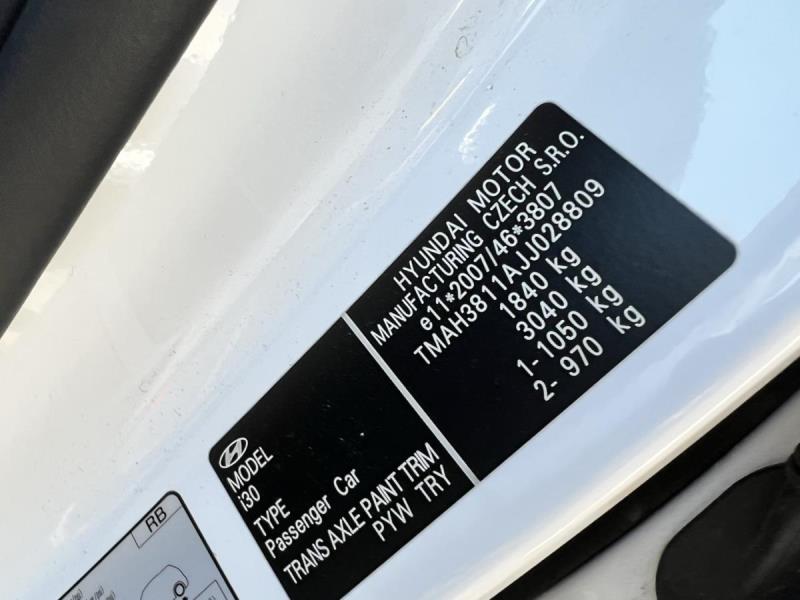 HYUNDAI MOTOR
MANUFACTURING CZECH S.R.O.
e11*2007/46*3807
TMAH3811AJJ028809
1840 kg
3040 kg
1- 1050 kg
2- 970 kg
MODEL
i30
TYPE
Passenger Car
TRANS AXLE PAINT TRIM
PYW TRY
RB